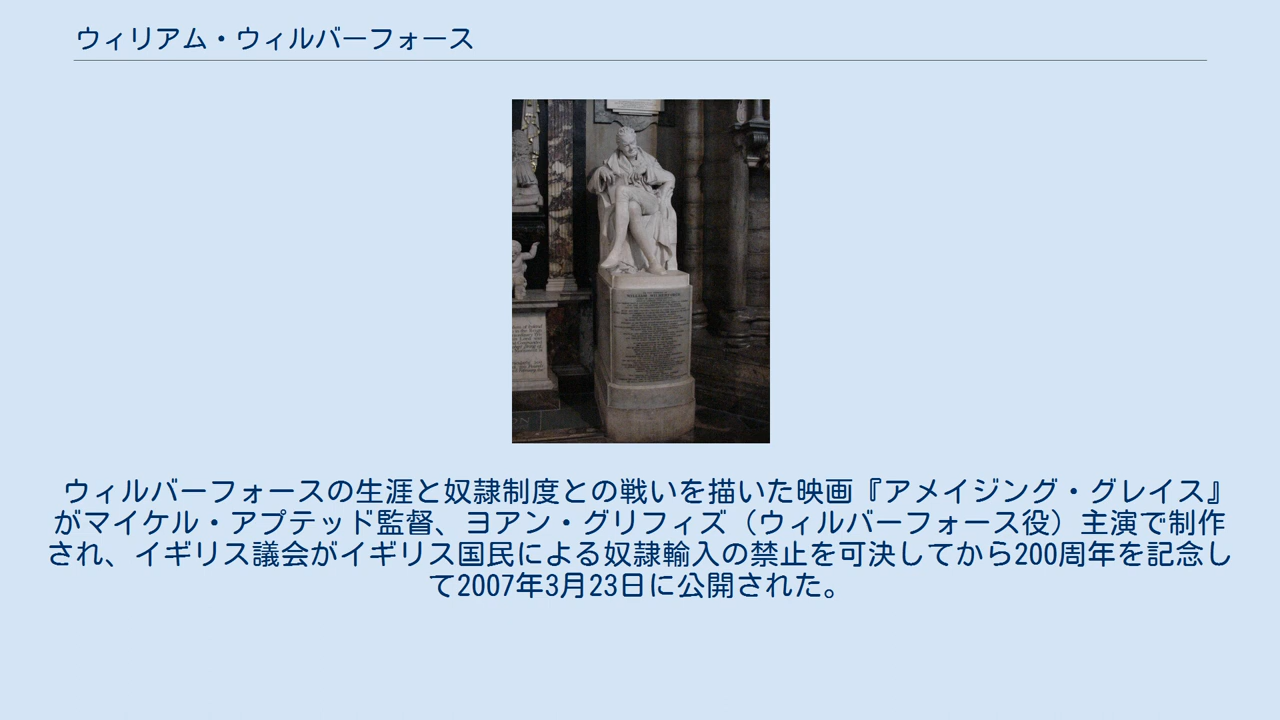 ウィリアム・ウィルバーフォース
ウィルバーフォースの生涯と奴隷制度との戦いを描いた映画『アメイジング・グレイス』
がマイケル・アプテッド監督、ヨアン・グリフィズ（ウィルバーフォース役）主演で制作
され、イギリス議会がイギリス国民による奴隷輸入の禁止を可決してから200周年を記念し
て2007年3月23日に公開された。